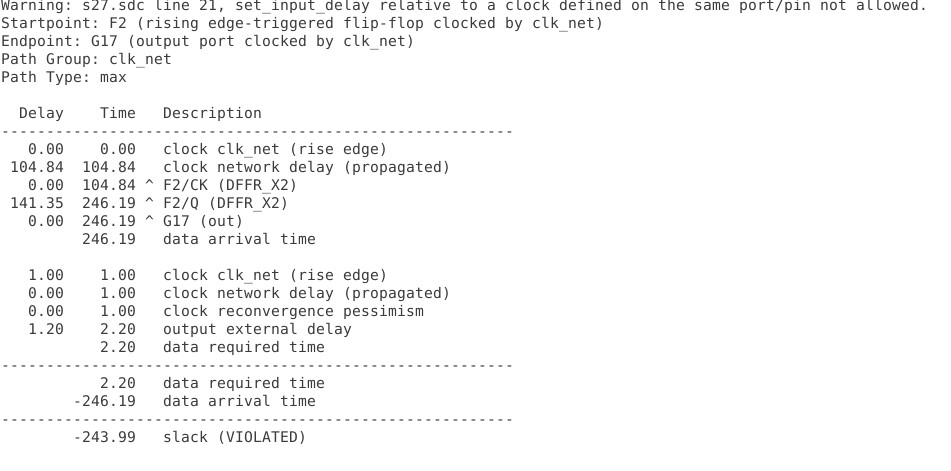 Warning: s27.sdc line 21, set_input_delay relative to a clock defined on the same port/pin not allowed.
Startpoint: F2 (rising edge-triggered flip-flop clocked by clk_net)
Endpoint: G17 (output port clocked by clk_net)
Path Group: clk_net
Path Type: max

  Delay    Time   Description
---------------------------------------------------------
   0.00    0.00   clock clk_net (rise edge)
 104.84  104.84   clock network delay (propagated)
   0.00  104.84 ^ F2/CK (DFFR_X2)
 141.35  246.19 ^ F2/Q (DFFR_X2)
   0.00  246.19 ^ G17 (out)
         246.19   data arrival time

   1.00    1.00   clock clk_net (rise edge)
   0.00    1.00   clock network delay (propagated)
   0.00    1.00   clock reconvergence pessimism
   1.20    2.20   output external delay
           2.20   data required time
---------------------------------------------------------
           2.20   data required time
        -246.19   data arrival time
---------------------------------------------------------
        -243.99   slack (VIOLATED)